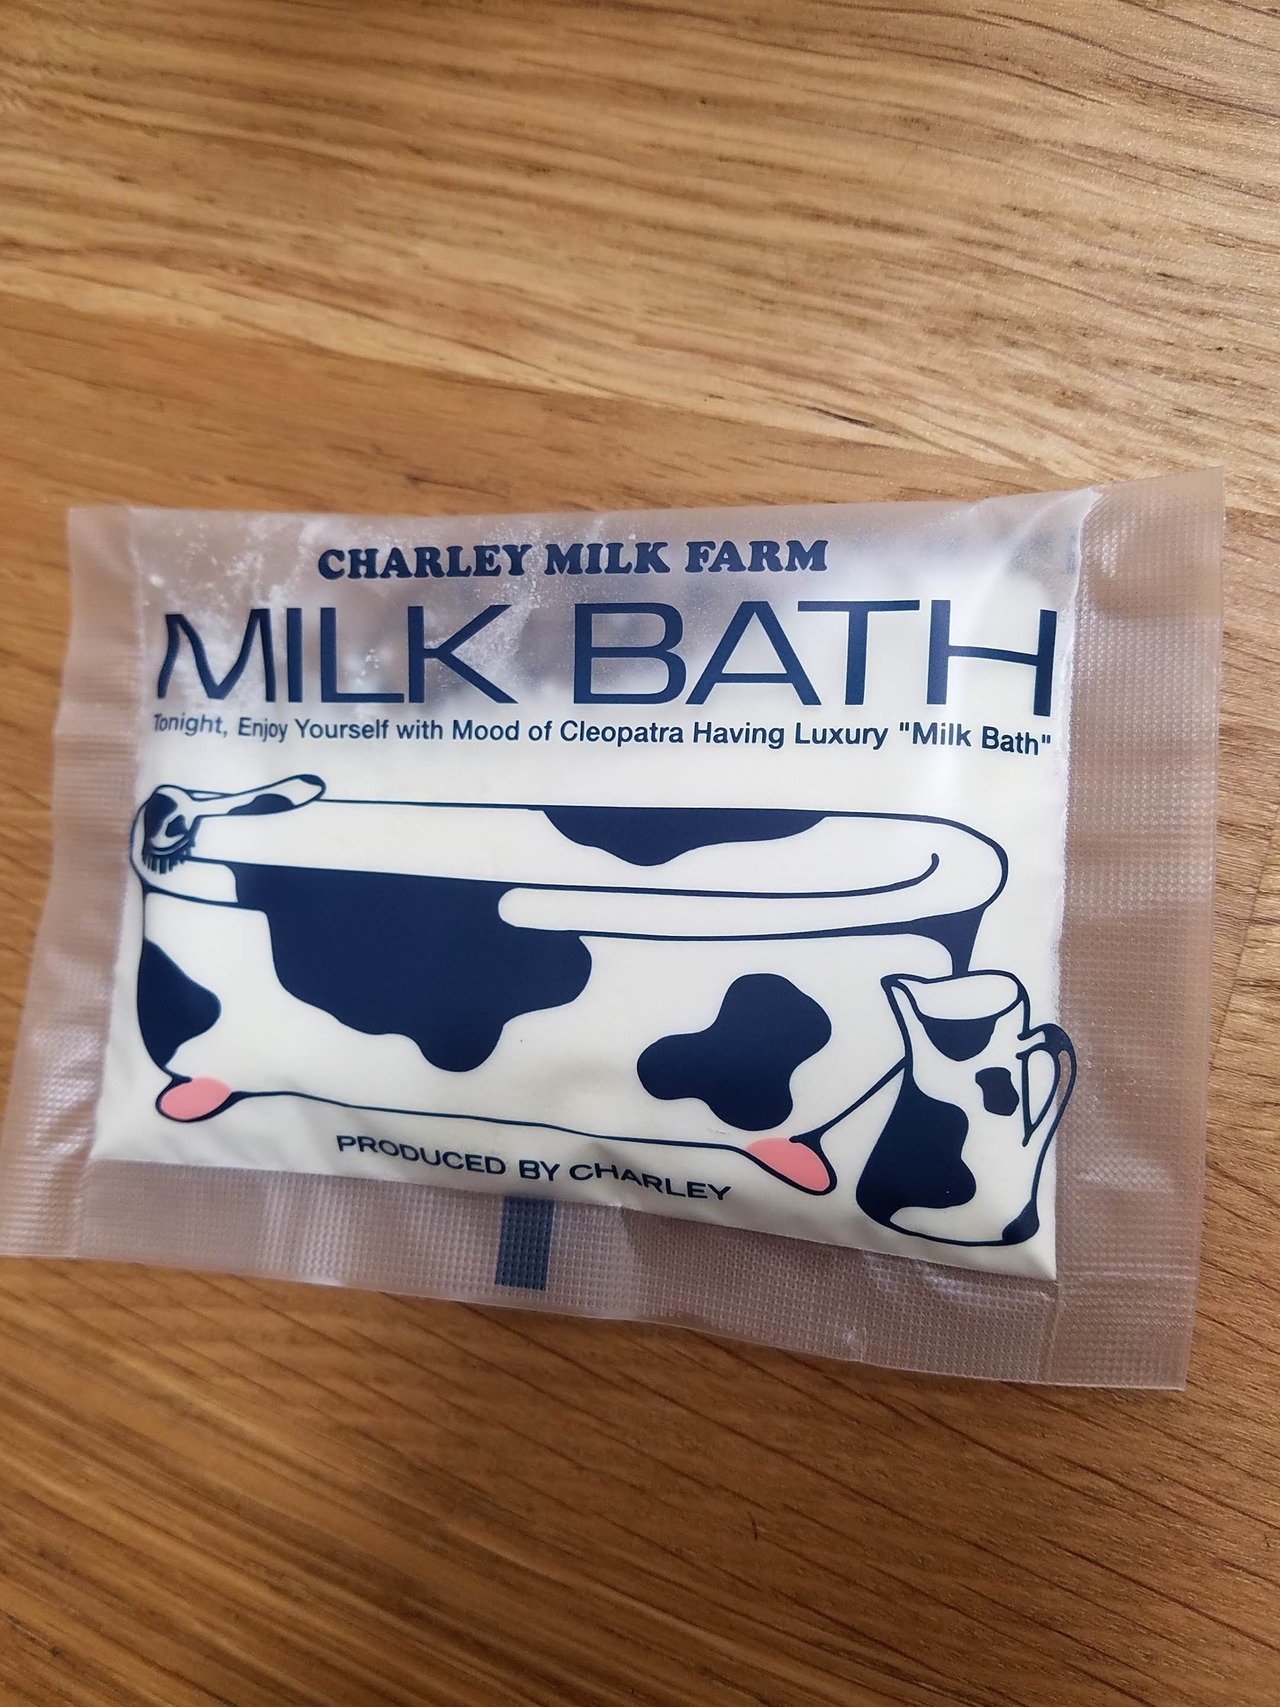 CHARLEY MILK FARM
MILK BATH
Tonight, Enjoy Yourself with Mood of Cleopatra Having Luxury "Milk Bath"
PRODUCED BY CHARLEY